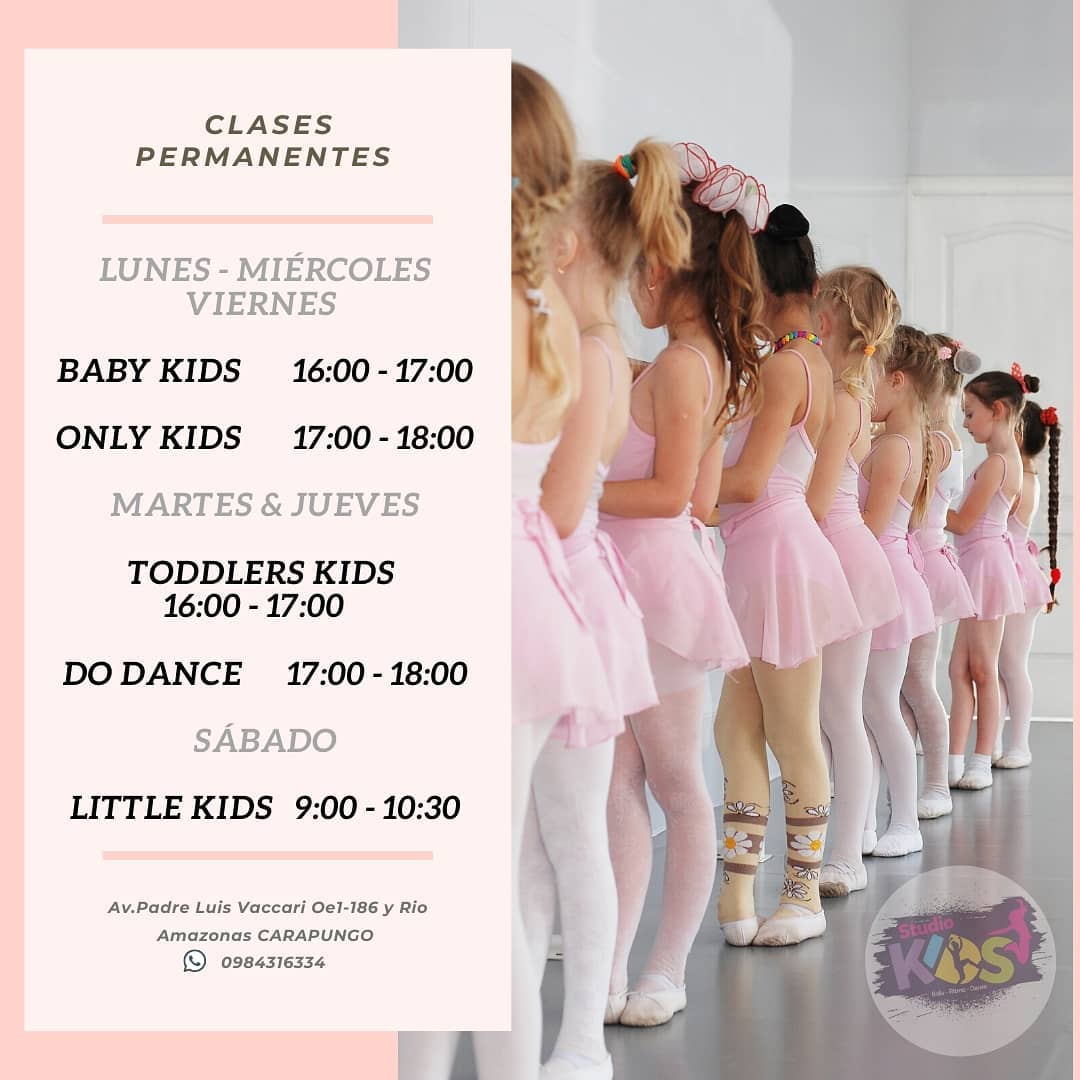 CLASES
PERMANENTES
LUNES - MIÉRCOLES
VIERNES
BABY KIDS 16:00 - 17:00
ONLY KIDS 17:00 - 18:00
MARTES & JUEVES
TODDLERS KIDS
16:00 - 17:00
DO DANCE 17:00 - 18:00
SÁBADO
LITTLE KIDS 9:00 - 10:30
Av.Padre Luis Vaccari Oe1-186 y Rio
Amazonas CARAPUNGO
0984316334
Studio
KIDS